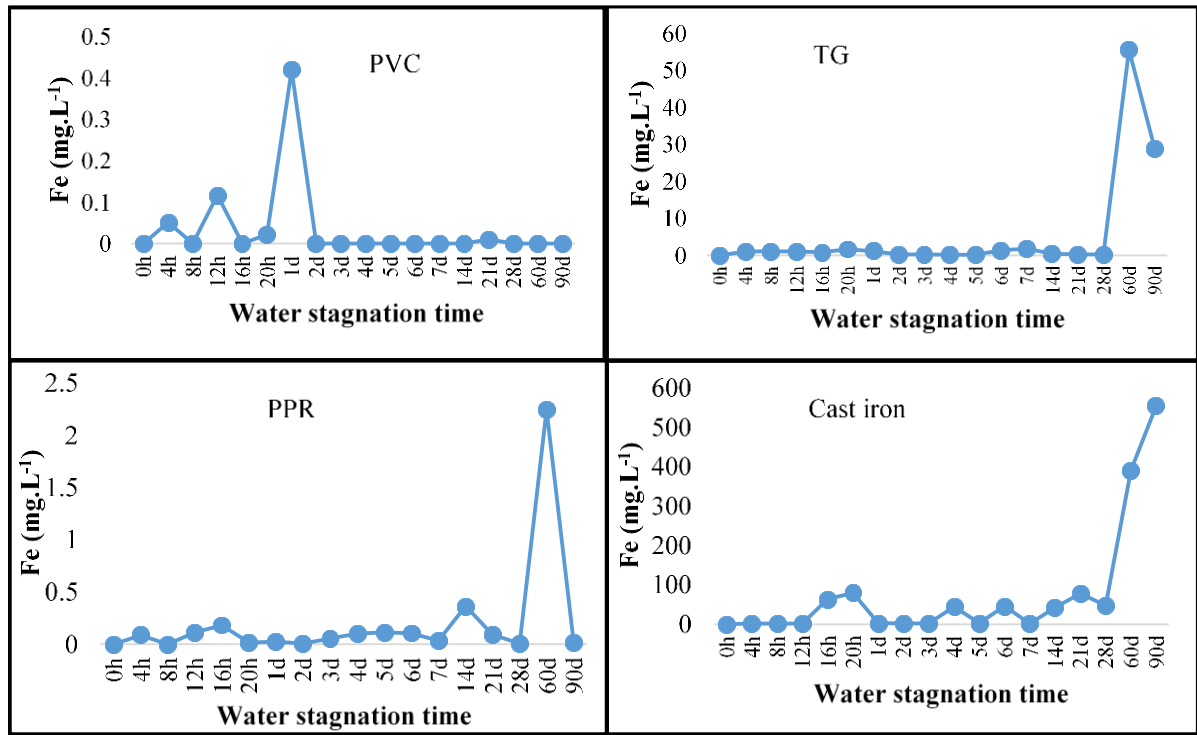 PVC
Fe (mg.L-1)
0.5
0.4
0.3
0.2
0.1
0
0h 4h 8h 12h 16h 20h 1d 2d 3d 4d 5d 6d 7d 14d 21d 28d 60d 90d
Water stagnation time
TG
Fe (mg.L-1)
60
50
40
30
20
10
0
0h 4h 8h 12h 16h 20h 1d 2d 3d 4d 5d 6d 7d 14d 21d 28d 60d 90d
Water stagnation time
PPR
Fe (mg.L-1)
2.5
2
1.5
1
0.5
0
0h 4h 8h 12h 16h 20h 1d 2d 3d 4d 5d 6d 7d 14d 21d 28d 60d 90d
Water stagnation time
Cast iron
Fe (mg.L-1)
600
500
400
300
200
100
0
0h 4h 8h 12h 16h 20h 1d 2d 3d 4d 5d 6d 7d 14d 21d 28d 60d 90d
Water stagnation time